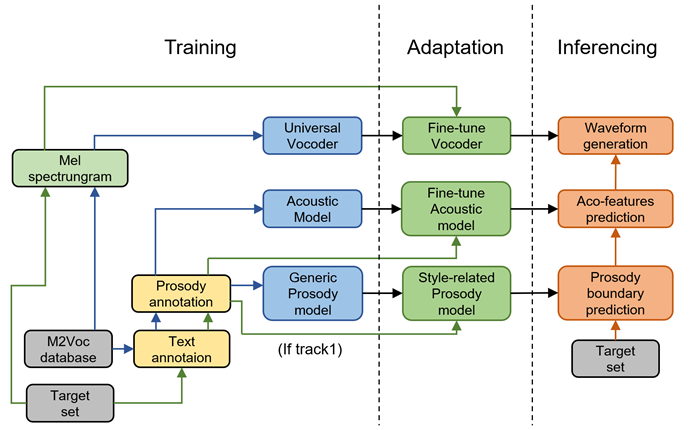 Training
Adaptation
Inferencing
Universal
Vocoder
Fine-tune
Vocoder
Waveform
generation
Mel
spectrungram
Acoustic
Model
Fine-tune
Acoustic
model
Aco-features
prediction
Prosody
annotation
Generic
Prosody
model
Style-related
Prosody
model
Prosody
boundary
prediction
M2Voc
database
Text
annotaion
(If track1)
Target
set
Target
set